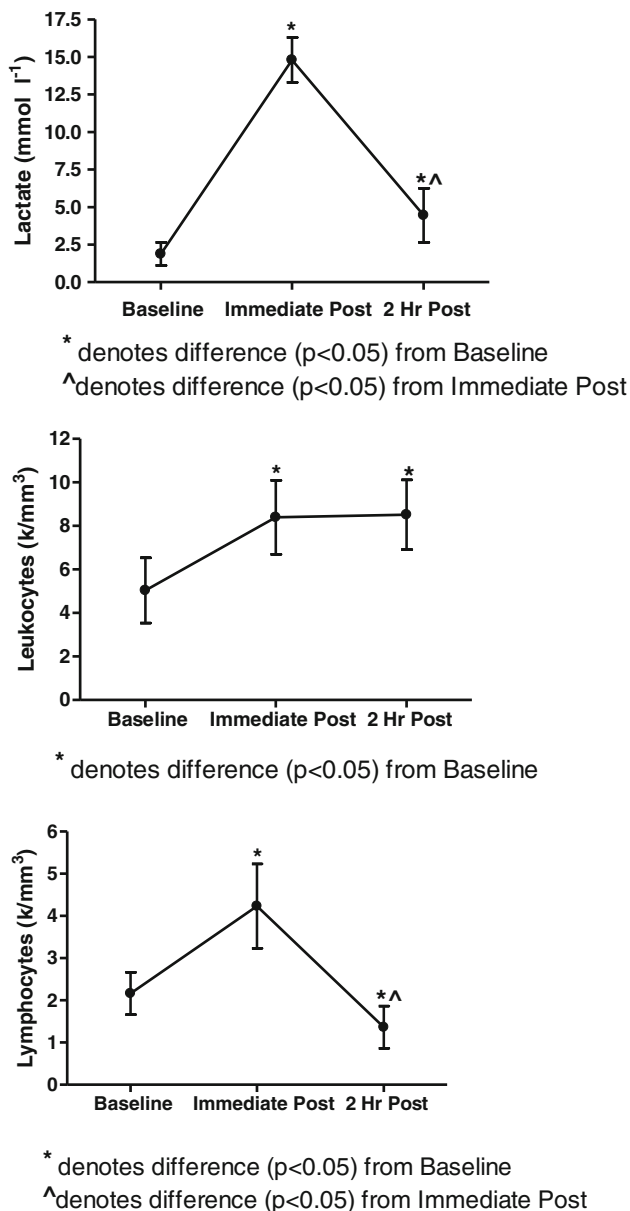 17.5
15.0
12.5
10.0
7.5
5.0
2.5
0.0
Lactate (mmol l⁻¹)
*
*^
Baseline Immediate Post 2 Hr Post
* denotes difference (p<0.05) from Baseline
^denotes difference (p<0.05) from Immediate Post
12
10
8
6
4
2
0
Leukocytes (k/mm³)
*
*
Baseline Immediate Post 2 Hr Post
* denotes difference (p<0.05) from Baseline
6
5
4
3
2
1
0
Lymphocytes (k/mm³)
*
*^
Baseline Immediate Post 2 Hr Post
* denotes difference (p<0.05) from Baseline
^denotes difference (p<0.05) from Immediate Post